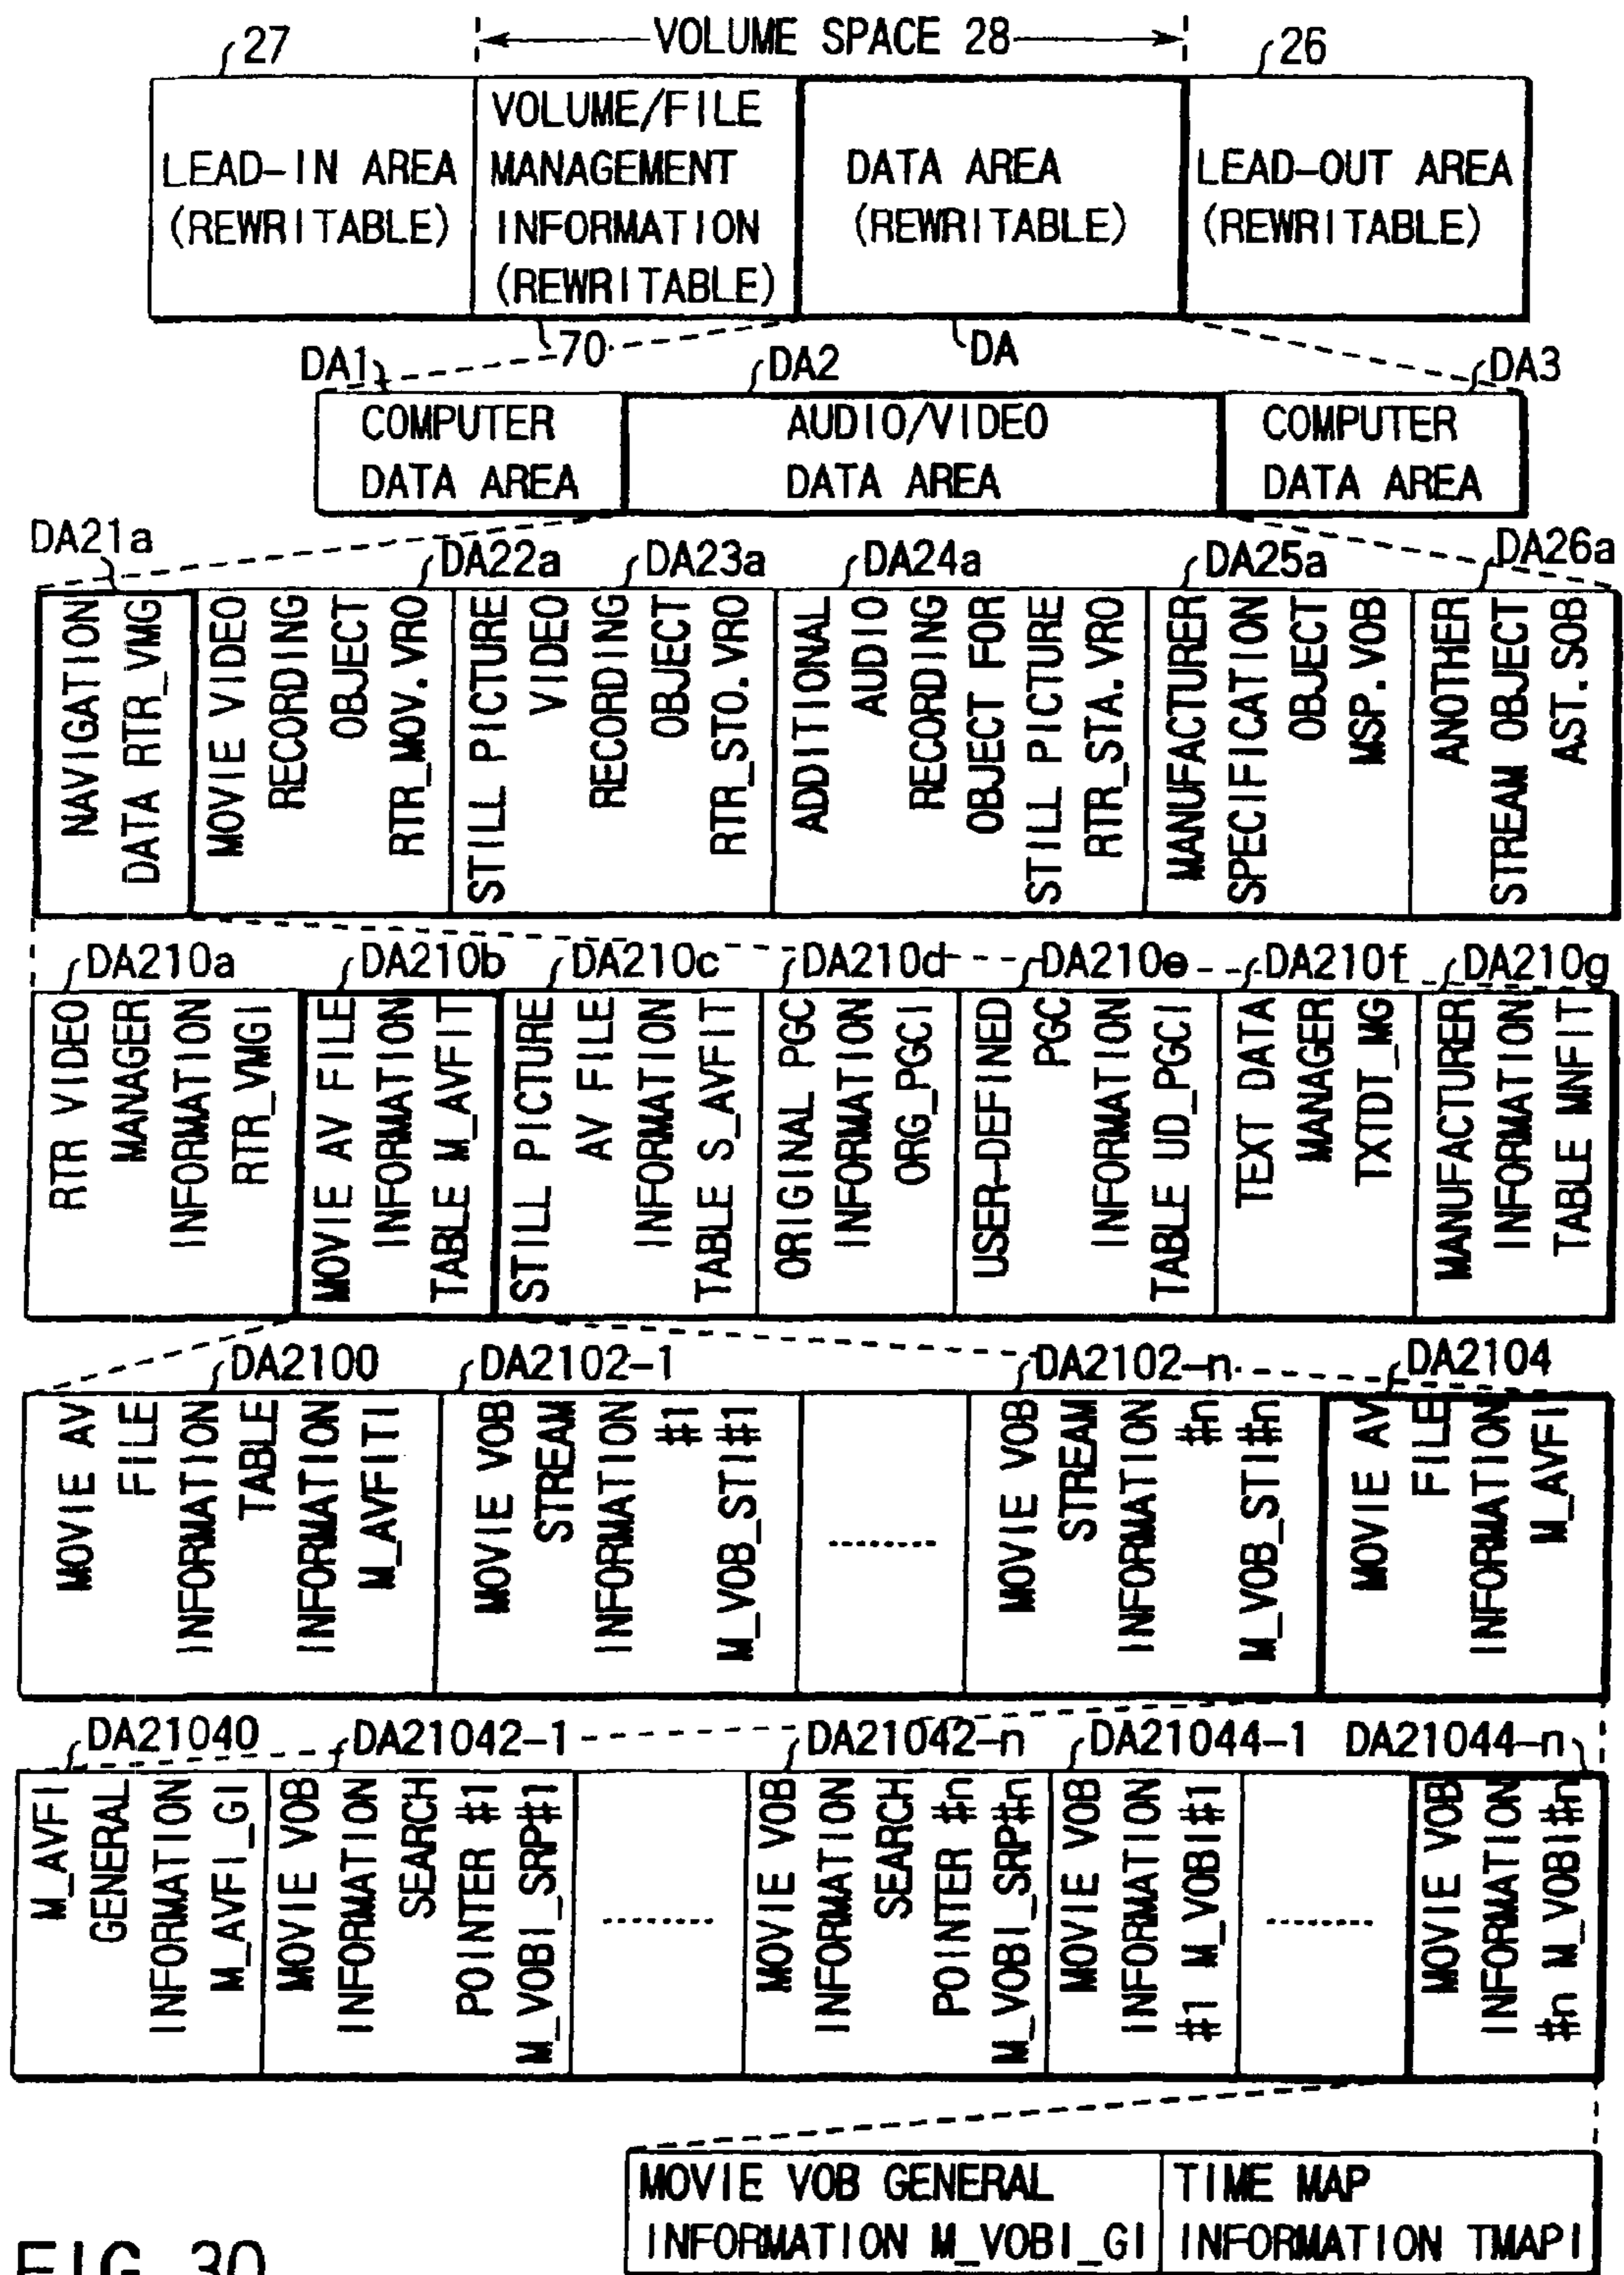 VOLUME SPACE 28
27
26
LEAD-IN AREA
(REWRITABLE)
VOLUME/FILE
MANAGEMENT
INFORMATION
(REWRITABLE)
DATA AREA
(REWRITABLE)
LEAD-OUT AREA
(REWRITABLE)
70
DA
DA1
DA2
DA3
COMPUTER
DATA AREA
AUDIO/VIDEO
DATA AREA
COMPUTER
DATA AREA
DA21a
DA22a
DA23a
DA24a
DA25a
DA26a
NAVIGATION
DATA RTR_VMG
MOVIE VIDEO
RECORDING
OBJECT
RTR_MOV.VRO
STILL PICTURE
VIDEO
RECORDING
OBJECT
RTR_STO.VRO
ADDITIONAL
AUDIO
RECORDING
OBJECT FOR
STILL PICTURE
RTR_STA.VRO
MANUFACTURER
SPECIFICATION
OBJECT
MSP.VOB
ANOTHER
STREAM OBJECT
AST.SOB
DA210a
DA210b
DA210c
DA210d
DA210e
DA210f
DA210g
RTR VIDEO
MANAGER
INFORMATION
RTR_VMGI
MOVIE AV FILE
INFORMATION
TABLE M_AVFIT
STILL PICTURE
AV FILE
INFORMATION
TABLE S_AVFIT
ORIGINAL PGC
INFORMATION
ORG_PGCI
USER-DEFINED
PGC
INFORMATION
TABLE UD_PGCI
TEXT DATA
MANAGER
TXTDT_MG
MANUFACTURER
INFORMATION
TABLE MNFIT
DA2100
DA2102-1
DA2102-n
DA2104
MOVIE AV
FILE
INFORMATION
TABLE
INFORMATION
M_AVFITI
MOVIE VOB
STREAM
INFORMATION
#1
M_VOB_STI#1
.........
MOVIE VOB
STREAM
INFORMATION
#n
M_VOB_STI#n
MOVIE AV
FILE
INFORMATION
M_AVFI
DA21040
DA21042-1
DA21042-n
DA21044-1
DA21044-n
M_AVFI
GENERAL
INFORMATION
M_AVFI_GI
MOVIE VOB
INFORMATION
SEARCH
POINTER #1
M_VOBI_SRP#1
.........
MOVIE VOB
INFORMATION
SEARCH
POINTER #n
M_VOBI_SRP#n
MOVIE VOB
INFORMATION
#1 M_VOBI#1
.........
MOVIE VOB
INFORMATION
#n M_VOBI#n
MOVIE VOB GENERAL
INFORMATION M_VOBI_GI
TIME MAP
INFORMATION TMAPI
FIG. 30